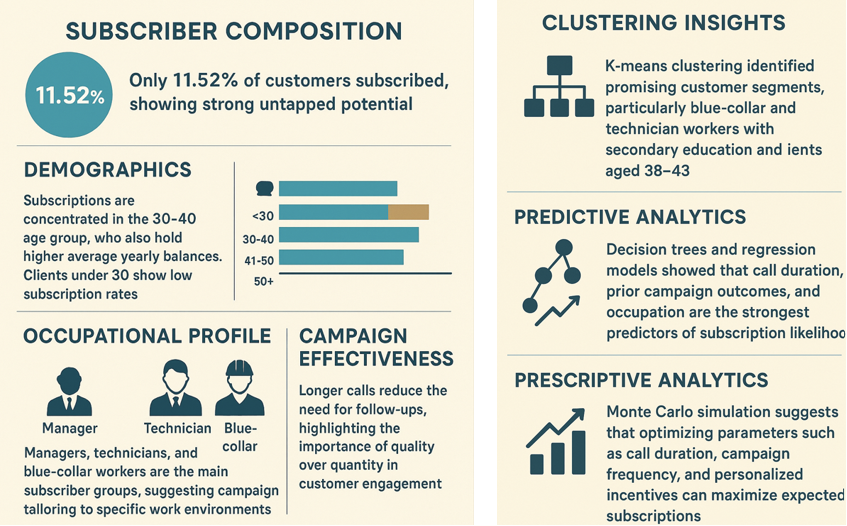 SUBSCRIBER COMPOSITION
11.52%
Only 11.52% of customers subscribed,
showing strong untapped potential
DEMOGRAPHICS
Subscriptions are
concentrated in the 30-40
age group, who also hold
higher average yearly balances.
Clients under 30 show low
subscription rates
<30
30-40
41-50
50+
OCCUPATIONAL PROFILE
Manager
Technician
Blue-
collar
Managers, technicians, and
blue-collar workers are the main
subscriber groups, suggesting campaign
tailoring to specific work environments
CAMPAIGN
EFFECTIVENESS
Longer calls reduce the
need for follow-ups,
highlighting the
importance of quality
over quantity in
customer engagement
CLUSTERING INSIGHTS
K-means clustering identified
promising customer segments,
particularly blue-collar and
technician workers with
secondary education and ients
aged 38–43
PREDICTIVE ANALYTICS
Decision trees and regression
models showed that call duration,
prior campaign outcomes, and
occupation are the strongest
predictors of subscription likelihoo
PRESCRIPTIVE ANALYTICS
Monte Carlo simulation suggests
that optimizing parameters such
as call duration, campaign
frequency, and personalized
incentives can maximize expected
subscriptions